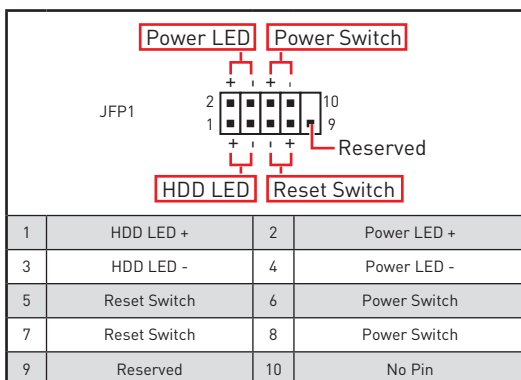 Power LED Power Switch
+ - + -
JFP1
2 10
1 9
+ - - +
Reserved
HDD LED Reset Switch
1 HDD LED + 2 Power LED +
3 HDD LED - 4 Power LED -
5 Reset Switch 6 Power Switch
7 Reset Switch 8 Power Switch
9 Reserved 10 No Pin